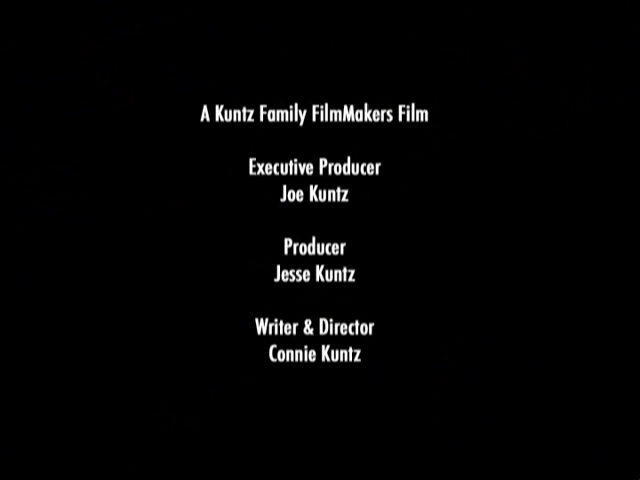 A Kuntz Family FilmMakers Film
Executive Producer
Joe Kuntz
Producer
Jesse Kuntz
Writer & Director
Connie Kuntz